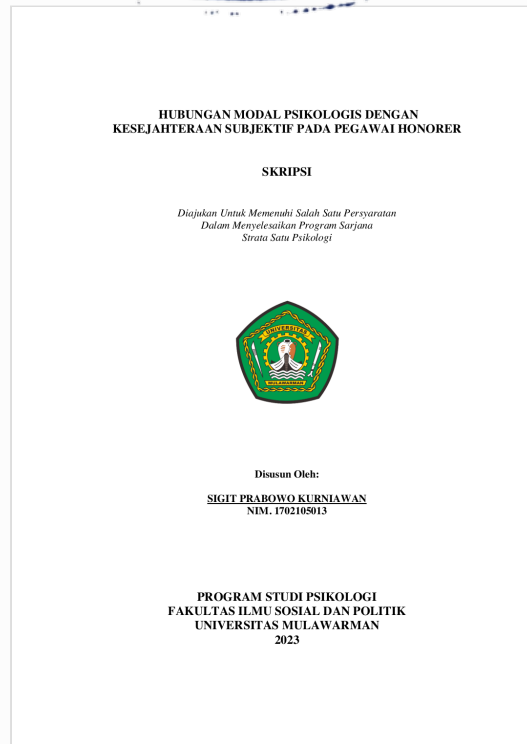 HUBUNGAN MODAL PSIKOLOGIS DENGAN
KESEJAHTERAAN SUBJEKTIF PADA PEGAWAI HONORER
SKRIPSI
Diajukan Untuk Memenuhi Salah Satu Persyaratan
Dalam Menyelesaikan Program Sarjana
Strata Satu Psikologi
UNIVERSITAS
MULAWARMAN
Disusun Oleh:
SIGIT PRABOWO KURNIAWAN
NIM. 1702105013
PROGRAM STUDI PSIKOLOGI
FAKULTAS ILMU SOSIAL DAN POLITIK
UNIVERSITAS MULAWARMAN
2023